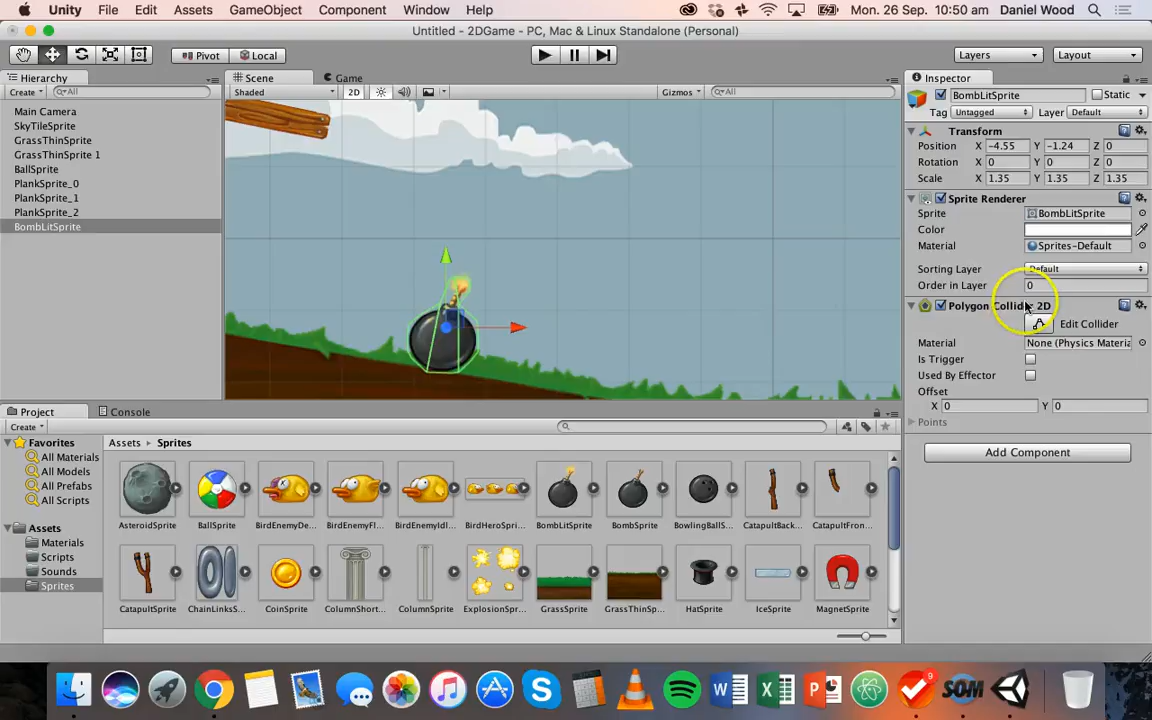 Unity File Edit Assets GameObject Component Window Help Mon. 26 Sep. 10:50 am Daniel Wood
Untitled - 2DGame - PC, Mac & Linux Standalone (Personal)
Pivot Local Layers Layout
Hierarchy
Create All
Main Camera
SkyTileSprite
GrassThinSprite
GrassThinSprite 1
BallSprite
PlankSprite_0
PlankSprite_1
PlankSprite_2
BombLitSprite
Scene Game
Shaded 2D Gizmos All
Inspector
BombLitSprite Static
Tag Untagged Layer Default
Transform
Position X -4.55 Y -1.24 Z 0
Rotation X 0 Y 0 Z 0
Scale X 1.35 Y 1.35 Z 1.35
Sprite Renderer
Sprite BombLitSprite
Color
Material Sprites-Default
Sorting Layer Default
Order in Layer 0
Polygon Collider 2D
Edit Collider
Material None (Physics Materia
Is Trigger
Used By Effector
Offset
X 0 Y 0
Points
Add Component
Project Console
Create
Favorites
All Materials
All Models
All Prefabs
All Scripts
Assets
Materials
Scripts
Sounds
Sprites
Assets Sprites
AsteroidSprite BallSprite BirdEnemyDe... BirdEnemyFl... BirdEnemyIdl... BirdHeroSpri... BombLitSprite BombSprite BowlingBallS... CatapultBack... CatapultFron...
CatapultSprite ChainLinksS... CoinSprite ColumnShort... ColumnSprite ExplosionSpr... GrassSprite GrassThinSp... HatSprite IceSprite MagnetSprite
9
SOM